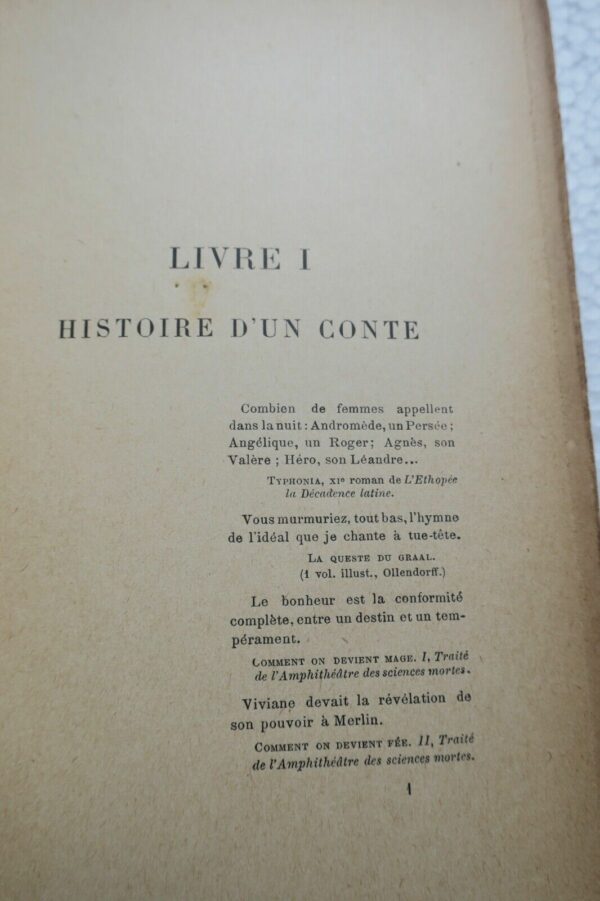 LIVRE I
HISTOIRE D'UN CONTE
Combien de femmes appellent
dans la nuit : Andromède, un Persée ;
Angélique, un Roger ; Agnès, son
Valère ; Héro, son Léandre...
TYPHONIA, XIe roman de L'Ethopée
la Décadence latine.
Vous murmuriez, tout bas, l'hymne
de l'idéal que je chante à tue-tête.
LA QUESTE DU GRAAL.
(1 vol. illust., Ollendorff.)
Le bonheur est la conformité
complète, entre un destin et un tem-
pérament.
COMMENT ON DEVIENT MAGE. I, Traité
de l'Amphithéâtre des sciences mortes.
Viviane devait la révélation de
son pouvoir à Merlin.
COMMENT ON DEVIENT FÉE. II, Traité
de l'Amphithéâtre des sciences mortes.
1